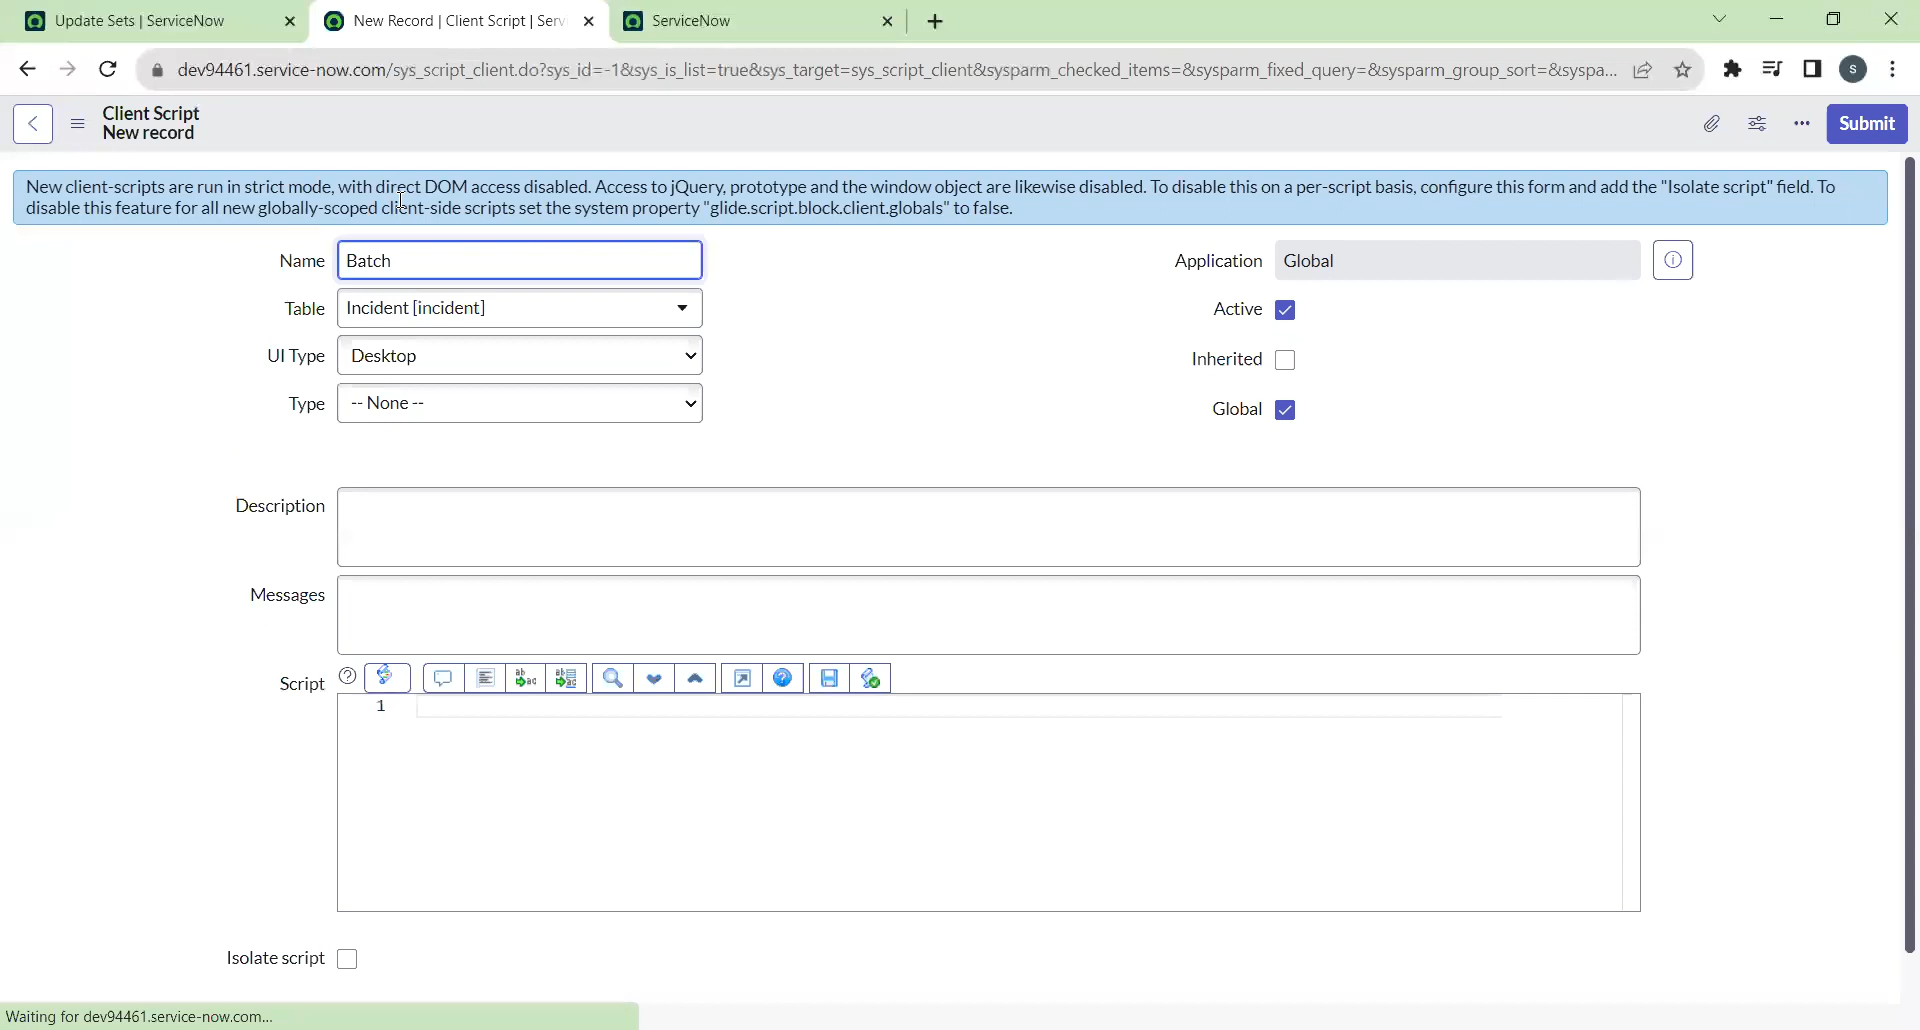 Update Sets | ServiceNow
New Record | Client Script | Serv
ServiceNow
dev94461.service-now.com/sys_script_client.do?sys_id=-1&sys_is_list=true&sys_target=sys_script_client&sysparm_checked_items=&sysparm_fixed_query=&sysparm_group_sort=&syspa...
S
Client Script
New record
Submit
New client-scripts are run in strict mode, with direct DOM access disabled. Access to jQuery, prototype and the window object are likewise disabled. To disable this on a per-script basis, configure this form and add the "Isolate script" field. To
disable this feature for all new globally-scoped client-side scripts set the system property "glide.script.block.client.globals" to false.
Name Batch
Application Global
Table Incident [incident]
Active
UI Type Desktop
Inherited
Type -- None --
Global
Description
Messages
Script
1
Isolate script
Waiting for dev94461.service-now.com...